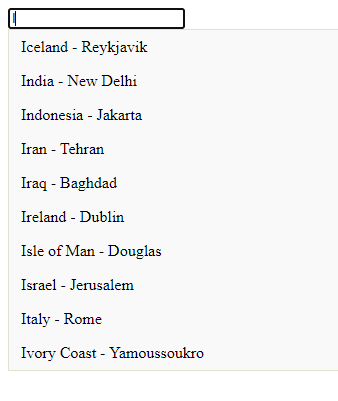 I
Iceland - Reykjavik
India - New Delhi
Indonesia - Jakarta
Iran - Tehran
Iraq - Baghdad
Ireland - Dublin
Isle of Man - Douglas
Israel - Jerusalem
Italy - Rome
Ivory Coast - Yamoussoukro